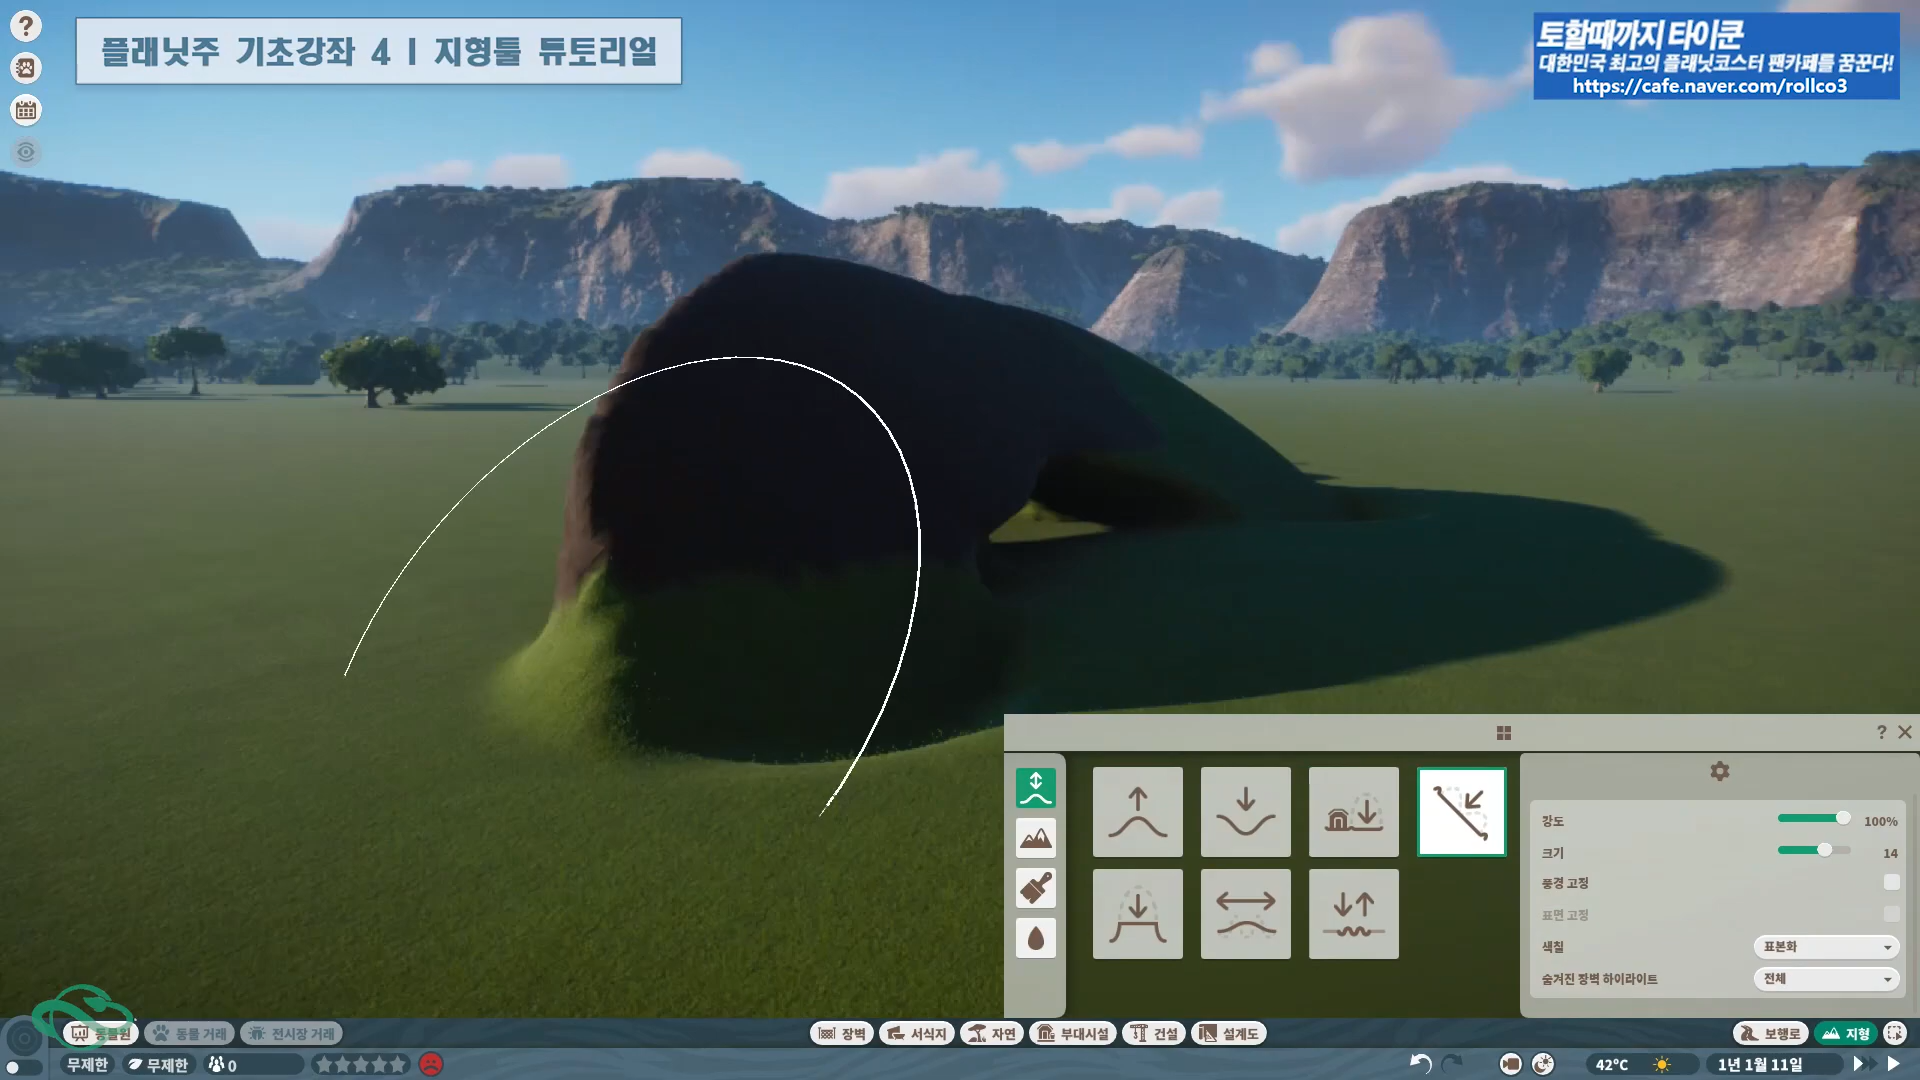 플래닛주 기초강좌 4 | 지형툴 튜토리얼
토할때까지 타이쿤
대한민국 최고의 플래닛코스터 팬카페를 꿈꾼다!
https://cafe.naver.com/rollco3
?
?
강도 100%
크기 14
풍경 고정
표면 고정
색칠 표본화
숨겨진 장벽 하이라이트 전체
동물원 동물 거래 전시장 거래 장벽 서식지 자연 부대시설 건설 설계도 보행로 지형
무제한 무제한 0 42°C 1년 1월 11일